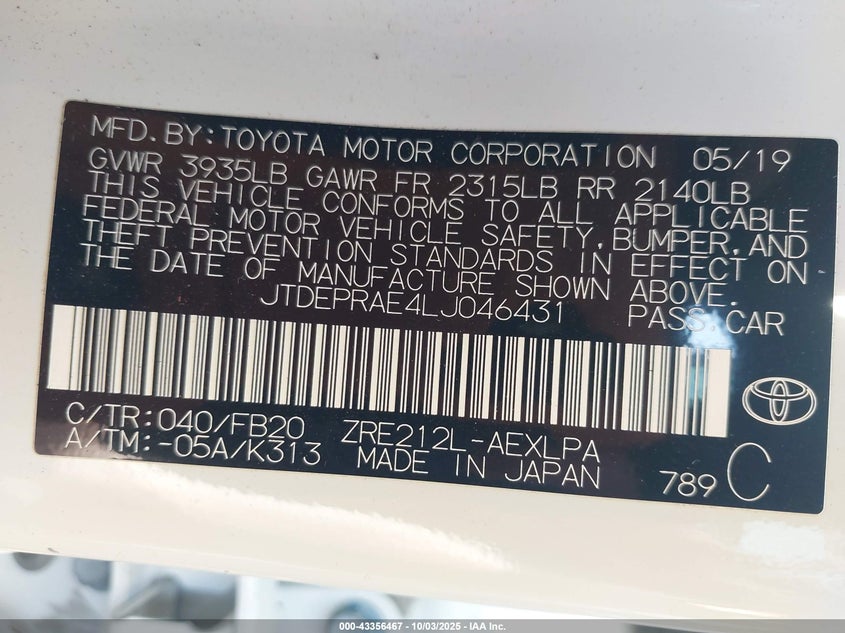 MFD.BY:TOYOTA MOTOR CORPORATION 05/19
GVWR 3935LB GAWR FR 2315LB RR 2140LB
THIS VEHICLE CONFORMS TO ALL APPLICABLE
FEDERAL MOTOR VEHICLE SAFETY,BUMPER,AND
THEFT PREVENTION STANDARDS IN EFFECT ON
THE DATE OF MANUFACTURE SHOWN ABOVE.
JTDEPRAE4LJ046431 PASS.CAR
C/TR:040/FB20 ZRE212L-AEXLPA
A/TM:-05A/K313 MADE IN JAPAN 789 C
000-43356467 - 10/03/2025 - IAA Inc.